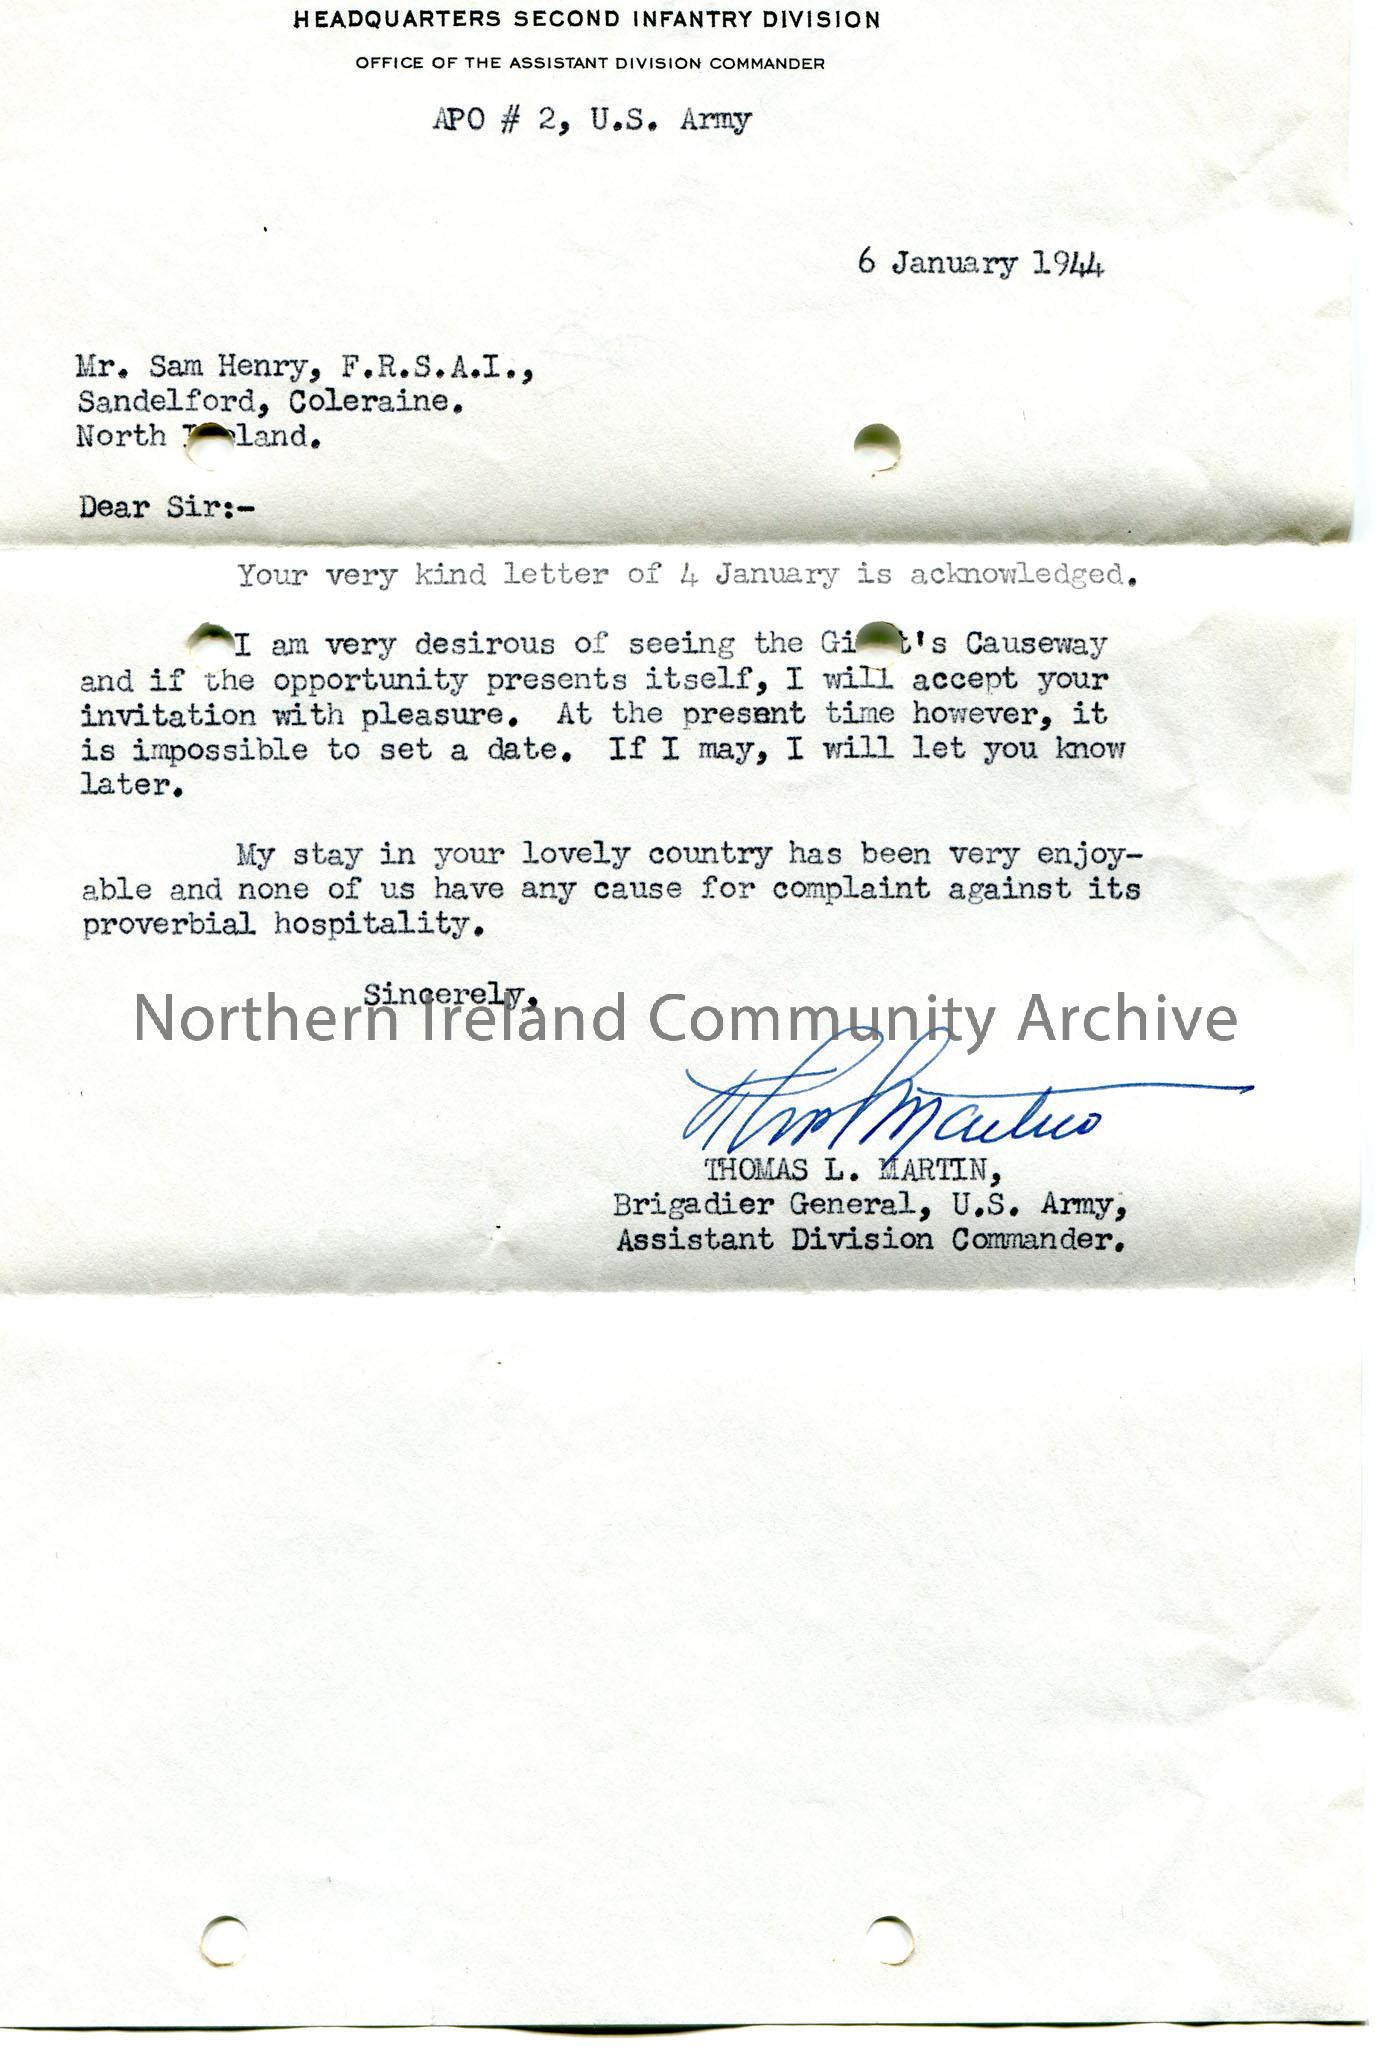 HEADQUARTERS SECOND INFANTRY DIVISION
OFFICE OF THE ASSISTANT DIVISION COMMANDER
APO # 2, U.S. Army
6 January 1944
Mr. Sam Henry, F.R.S.A.I.,
Sandelford, Coleraine.
North I land.
Dear Sir:-
Your very kind letter of 4 January is acknowledged.
I am very desirous of seeing the Gi t's Causeway
and if the opportunity presents itself, I will accept your
invitation with pleasure. At the present time however, it
is impossible to set a date. If I may, I will let you know
later.
My stay in your lovely country has been very enjoy-
able and none of us have any cause for complaint against its
proverbial hospitality.
Sincerely,
Northern Ireland Community Archive
Thos L Martin
THOMAS L. MARTIN,
Brigadier General, U.S. Army,
Assistant Division Commander.